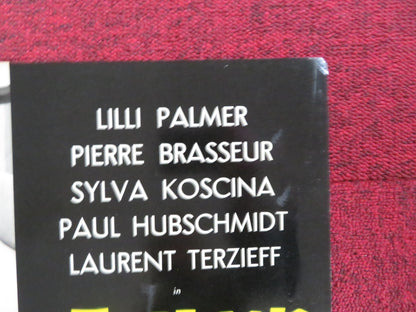 LILLI PALMER
PIERRE BRASSEUR
SYLVA KOSCINA
PAUL HUBSCHMIDT
LAURENT TERZIEFF
in